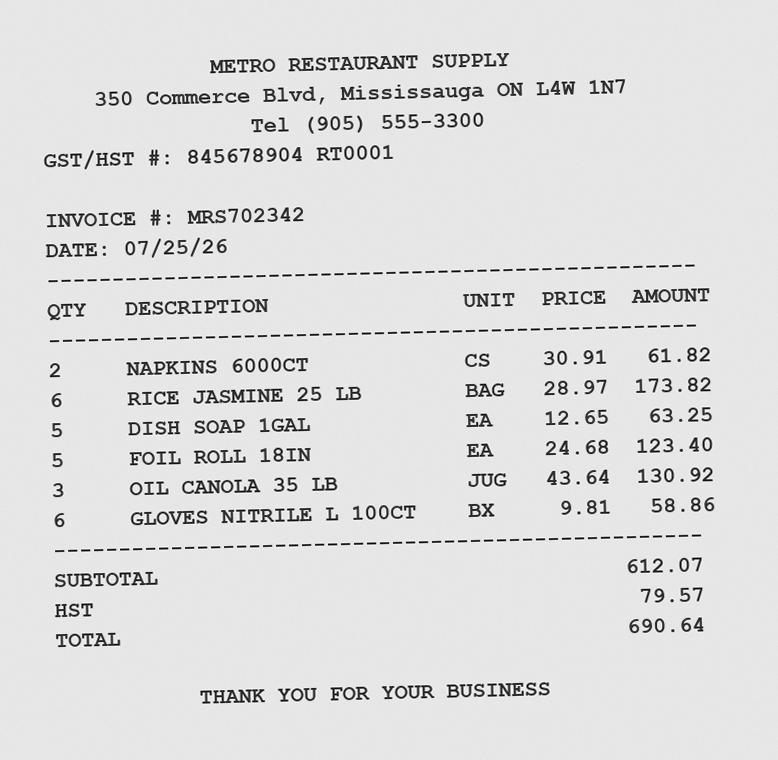 METRO RESTAURANT SUPPLY
350 Commerce Blvd, Mississauga ON L4W 1N7
Tel (905) 555-3300
GST/HST #: 845678904 RT0001
INVOICE #: MRS702342
DATE: 07/25/26
--------------------------------------------------
QTY DESCRIPTION UNIT PRICE AMOUNT
--------------------------------------------------
2 NAPKINS 6000CT CS 30.91 61.82
6 RICE JASMINE 25 LB BAG 28.97 173.82
5 DISH SOAP 1GAL EA 12.65 63.25
5 FOIL ROLL 18IN EA 24.68 123.40
3 OIL CANOLA 35 LB JUG 43.64 130.92
6 GLOVES NITRILE L 100CT BX 9.81 58.86
--------------------------------------------------
SUBTOTAL 612.07
HST 79.57
TOTAL 690.64
THANK YOU FOR YOUR BUSINESS